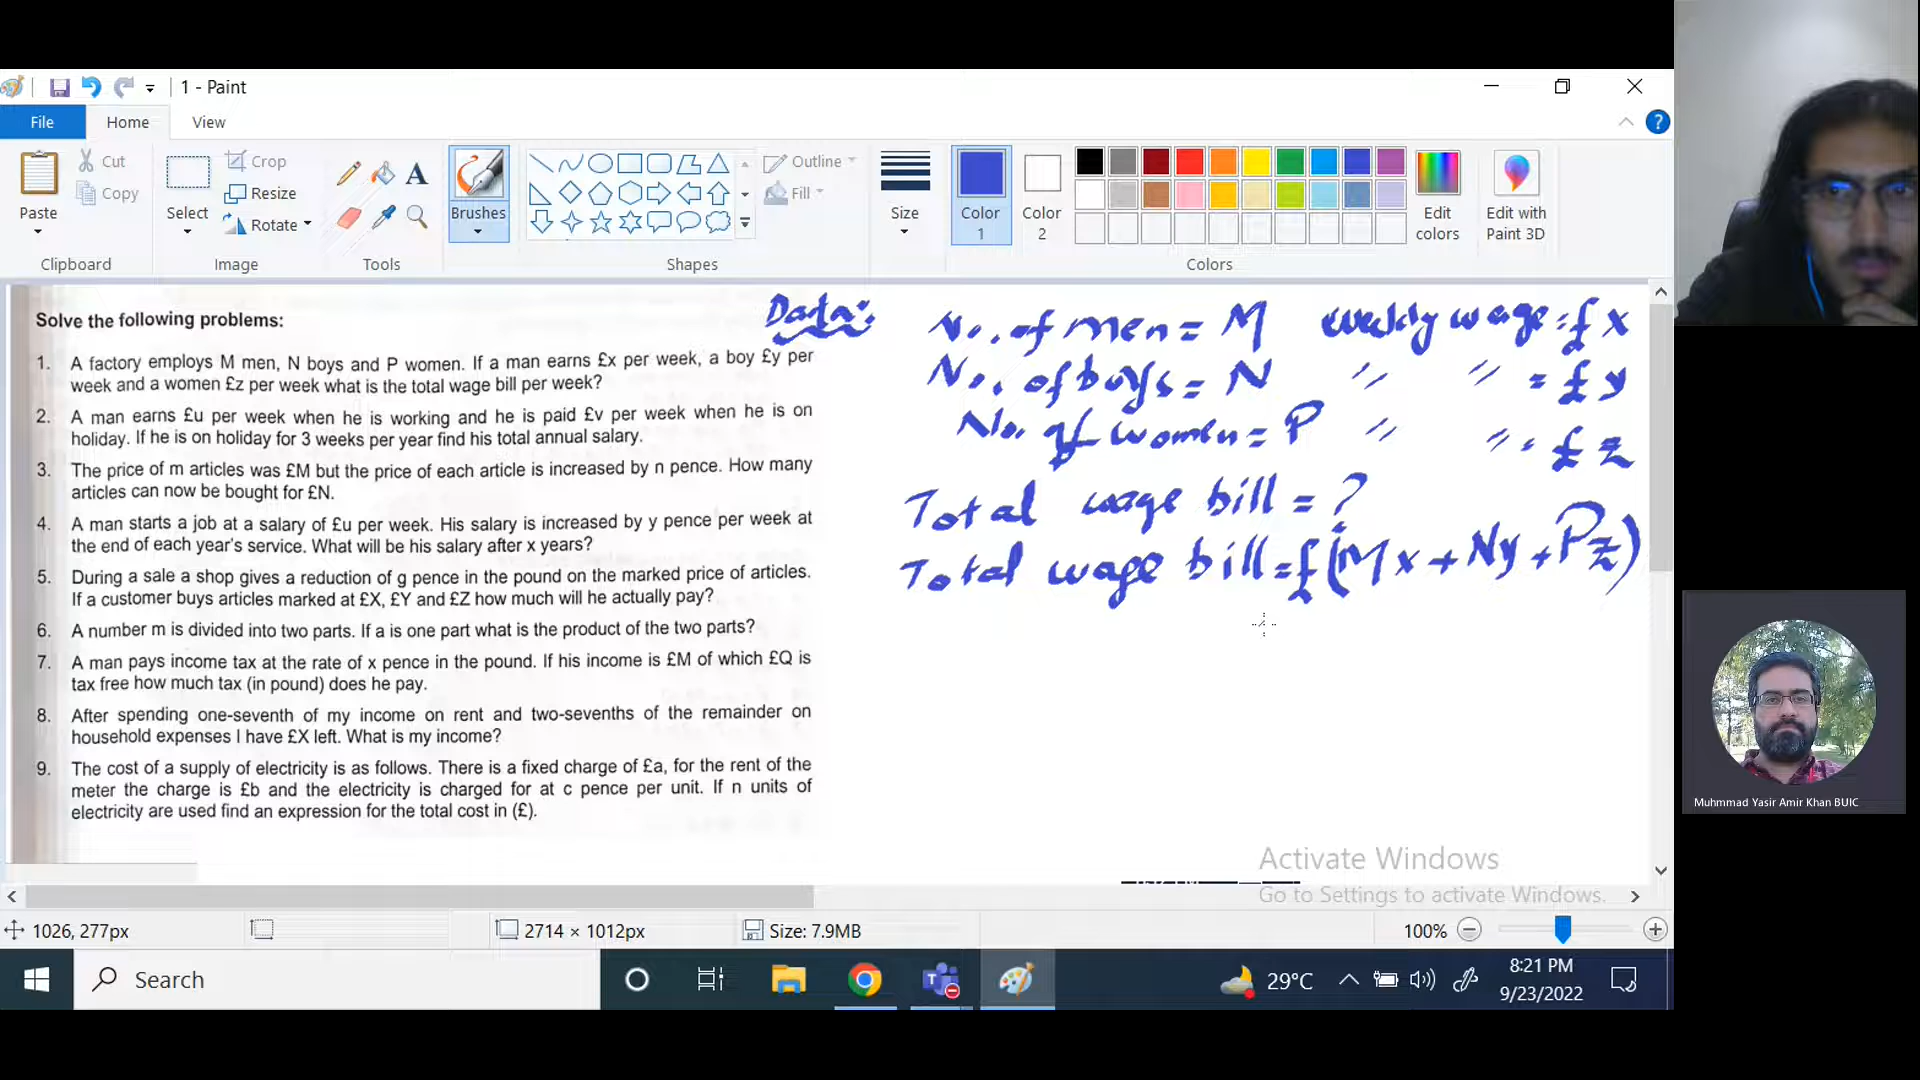 1 - Paint
File Home View
Paste
Cut
Copy
Clipboard
Select
Crop
Resize
Rotate
Image
A
Tools
Brushes
Shapes
Outline
Fill
Size
Color 1
Color 2
Edit colors
Colors
Edit with Paint 3D
?
Solve the following problems:
1. A factory employs M men, N boys and P women. If a man earns £x per week, a boy £y per
week and a women £z per week what is the total wage bill per week?
2. A man earns £u per week when he is working and he is paid £v per week when he is on
holiday. If he is on holiday for 3 weeks per year find his total annual salary.
3. The price of m articles was £M but the price of each article is increased by n pence. How many
articles can now be bought for £N.
4. A man starts a job at a salary of £u per week. His salary is increased by y pence per week at
the end of each year's service. What will be his salary after x years?
5. During a sale a shop gives a reduction of g pence in the pound on the marked price of articles.
If a customer buys articles marked at £X, £Y and £Z how much will he actually pay?
6. A number m is divided into two parts. If a is one part what is the product of the two parts?
7. A man pays income tax at the rate of x pence in the pound. If his income is £M of which £Q is
tax free how much tax (in pound) does he pay.
8. After spending one-seventh of my income on rent and two-sevenths of the remainder on
household expenses I have £X left. What is my income?
9. The cost of a supply of electricity is as follows. There is a fixed charge of £a, for the rent of the
meter the charge is £b and the electricity is charged for at c pence per unit. If n units of
electricity are used find an expression for the total cost in (£).
Data:
No. of men = M weekly wage = £ x
No. of boys = N " " = £ y
No. of women = P " " = £ z
Total wage bill = ?
Total wage bill = £(Mx + Ny + Pz)
Activate Windows
Go to Settings to activate Windows.
1026, 277px
2714 × 1012px
Size: 7.9MB
100%
Search
29°C
8:21 PM
9/23/2022
Muhmmad Yasir Amir Khan BUIC